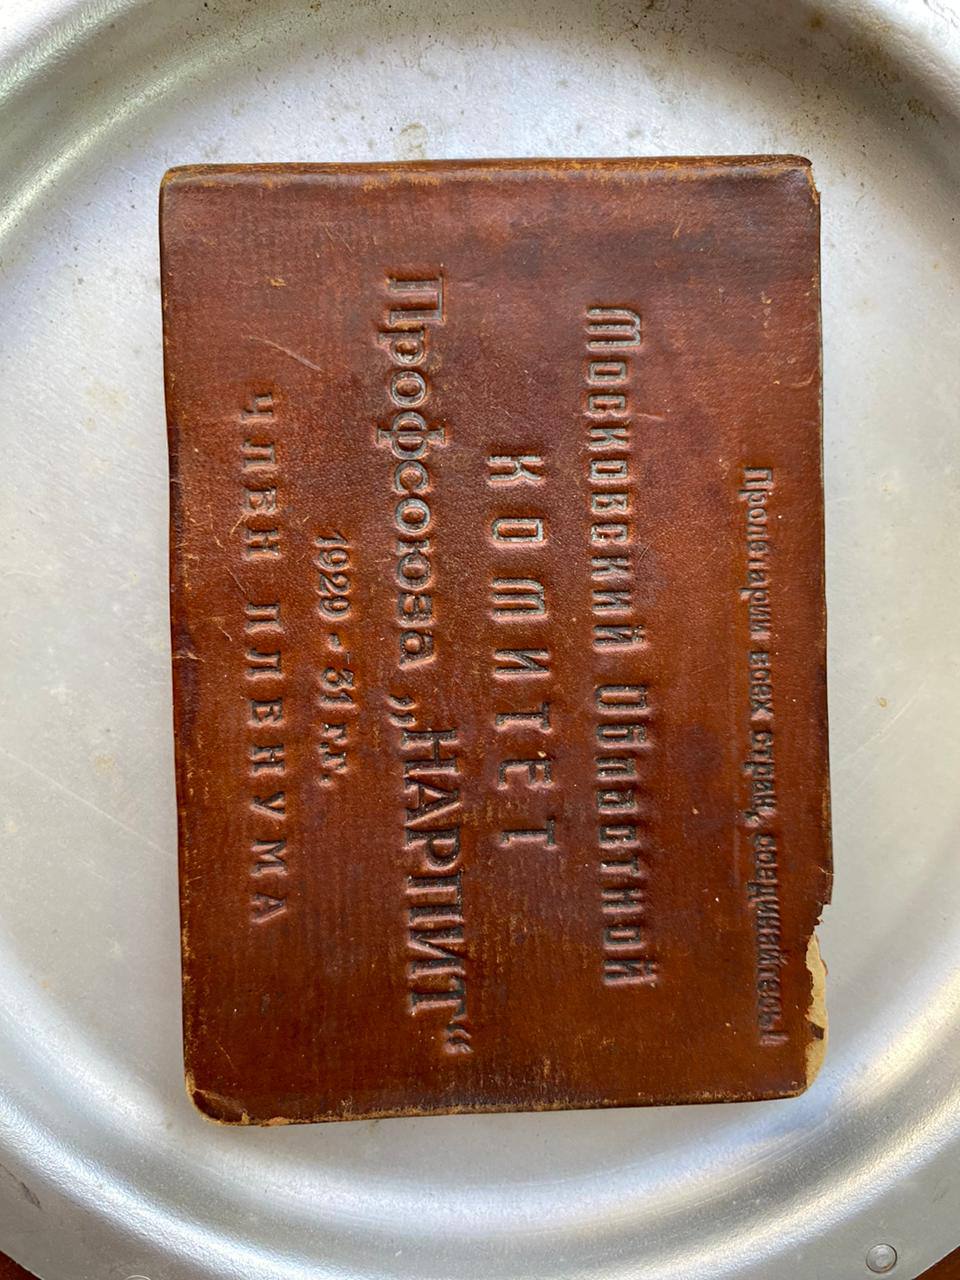 Пролетарии всех стран, соединяйтесь!
Московский Областной
КОМИТЕТ
Профсоюза „НАРПИТ“
1929 - 31 г.г.
ЧЛЕН ПЛЕНУМА